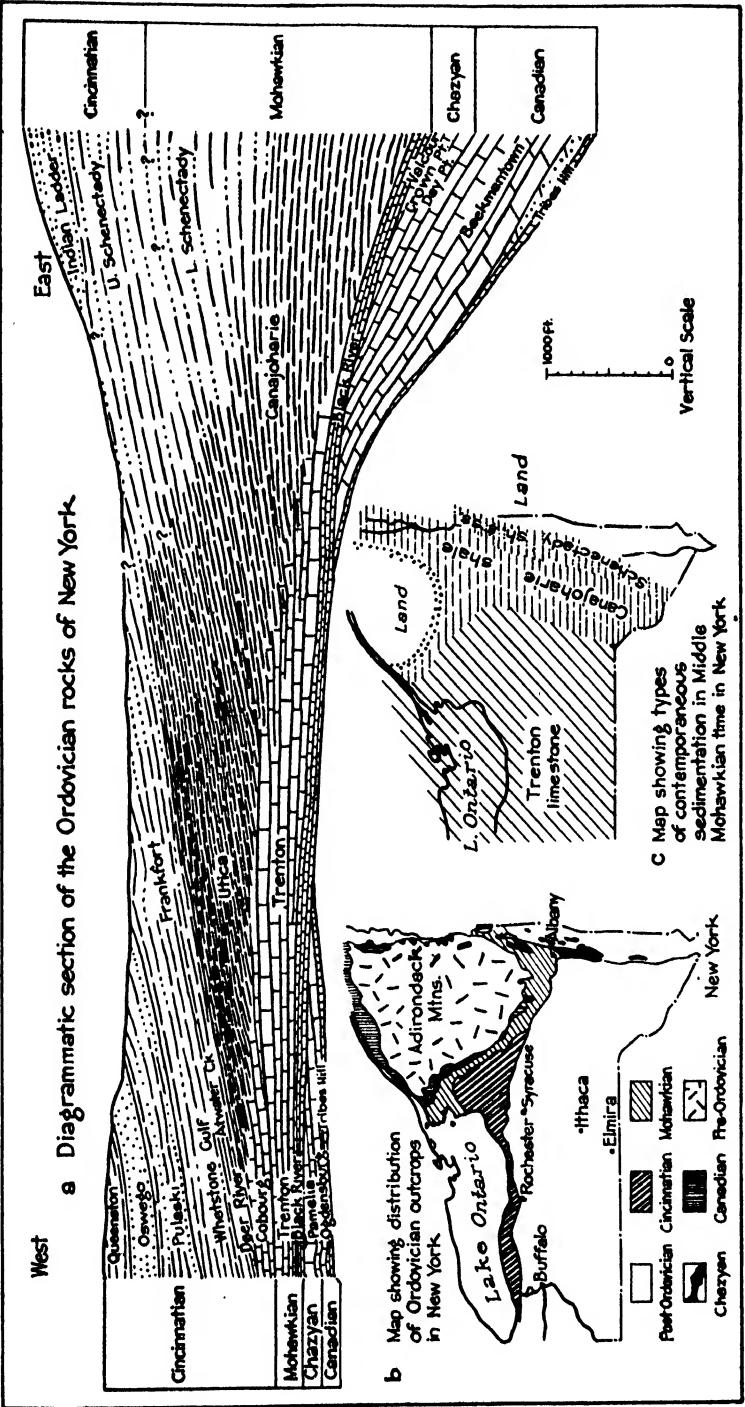 a Diagrammatic section of the Ordovician rocks of New York
West
East
Cincinnatian
Mohawkian
Chazyan
Canadian
Queenston
Oswego
Pulaski
Whetstone Gulf
Deer River
Atwater Ck
Cobourg
Trenton
Black River
Pamelia
Ogdensburg
Tribes Hill
Frankfort
Utica
Trenton
?
?
?
Canajoharie
Black River
Indian Ladder
U. Schenectady
?
?
?
L. Schenectady
Valcour
Crown Pt.
Day Pt.
Beekmantown
Tribes Hill
Cincinnatian
Mohawkian
Chazyan
Canadian
b Map showing distribution
of Ordovician outcrops
in New York
Lake Ontario
Adirondack
Mtns.
Buffalo
Rochester
Syracuse
Albany
Ithaca
Elmira
New York
Post-Ordovician
Cincinnatian
Mohawkian
Chazyan
Canadian
Pre-Ordovician
L. Ontario
Land
Land
Trenton
limestone
Canajoharie
shale
Schenectady
c Map showing types
of contemporaneous
sedimentation in Middle
Mohawkian time in New York
1000 Ft.
0
Vertical Scale